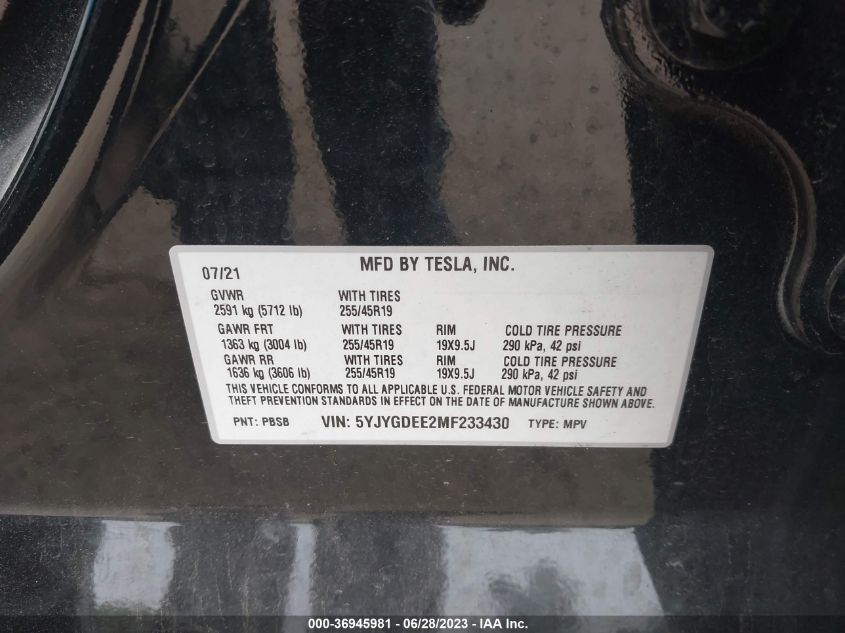 MFD BY TESLA, INC.
07/21
GVWR WITH TIRES
2591 kg (5712 lb) 255/45R19
GAWR FRT WITH TIRES RIM COLD TIRE PRESSURE
1363 kg (3004 lb) 255/45R19 19X9.5J 290 kPa, 42 psi
GAWR RR WITH TIRES RIM COLD TIRE PRESSURE
1636 kg (3606 lb) 255/45R19 19X9.5J 290 kPa, 42 psi
THIS VEHICLE CONFORMS TO ALL APPLICABLE U.S. FEDERAL MOTOR VEHICLE SAFETY AND
THEFT PREVENTION STANDARDS IN EFFECT ON THE DATE OF MANUFACTURE SHOWN ABOVE.
PNT: PBSB VIN: 5YJYGDEE2MF233430 TYPE: MPV
000-36945981 - 06/28/2023 - IAA Inc.